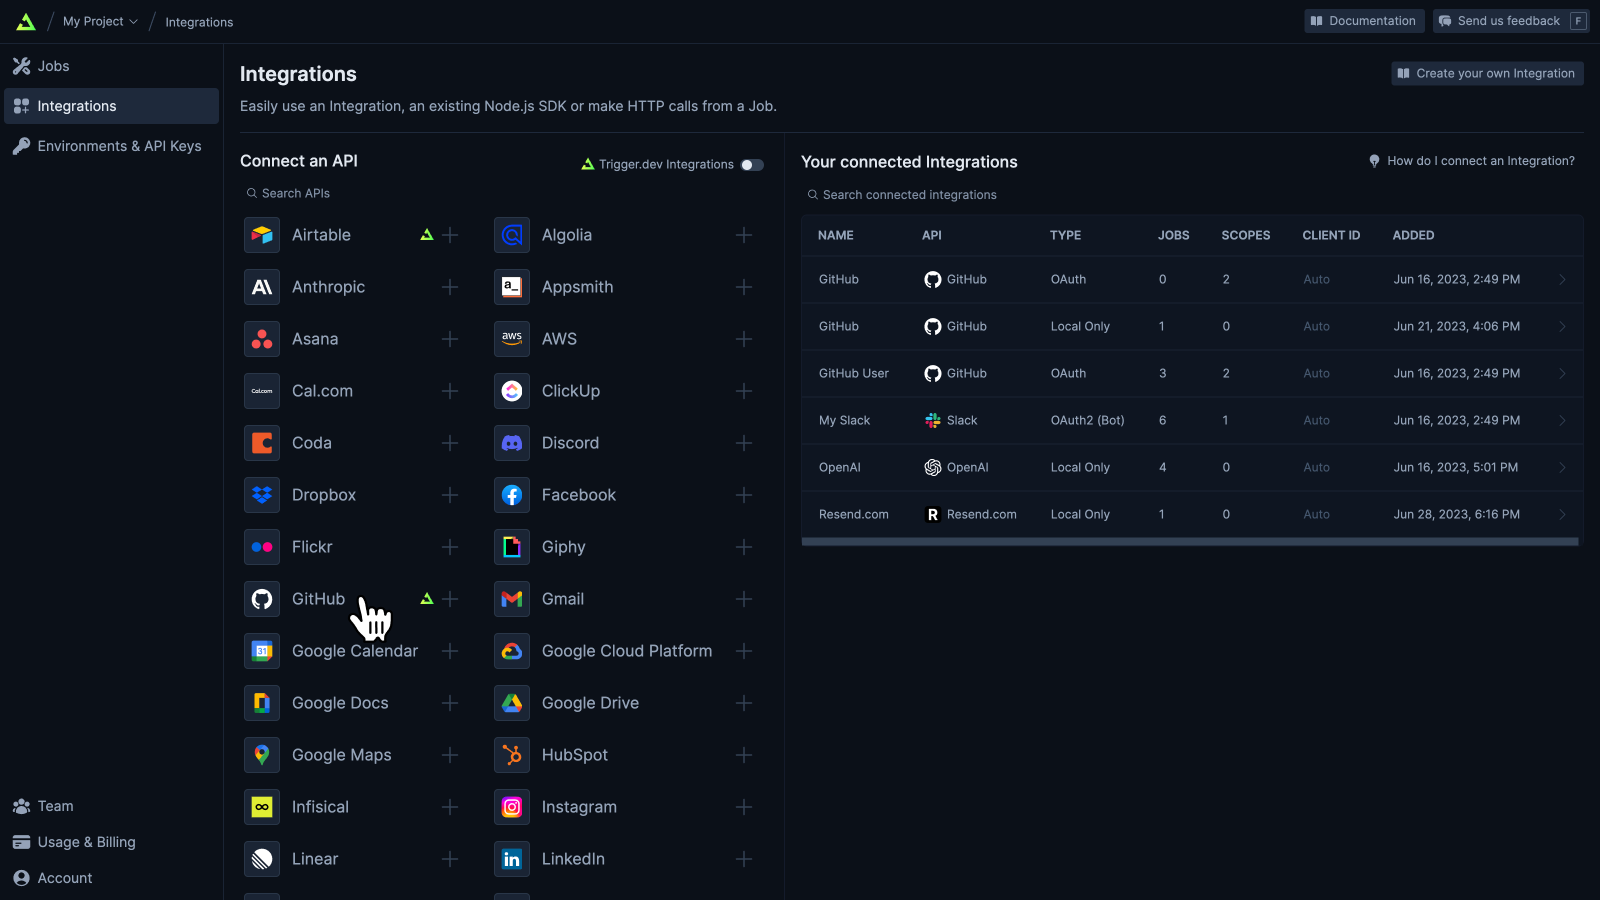 My Project
Integrations
Documentation
Send us feedback F
Jobs
Integrations
Environments & API Keys
Team
Usage & Billing
Account
Integrations
Create your own Integration
Easily use an Integration, an existing Node.js SDK or make HTTP calls from a Job.
Connect an API
Trigger.dev Integrations
Search APIs
Airtable Algolia
Anthropic a_ Appsmith
Asana aws AWS
Cal.com Cal.com ClickUp
Coda Discord
Dropbox Facebook
Flickr Giphy
GitHub Gmail
31 Google Calendar Google Cloud Platform
Google Docs Google Drive
Google Maps HubSpot
Infisical Instagram
Linear in LinkedIn
Your connected Integrations
How do I connect an Integration?
Search connected integrations
NAME API TYPE JOBS SCOPES CLIENT ID ADDED
GitHub GitHub OAuth 0 2 Auto Jun 16, 2023, 2:49 PM
GitHub GitHub Local Only 1 0 Auto Jun 21, 2023, 4:06 PM
GitHub User GitHub OAuth 3 2 Auto Jun 16, 2023, 2:49 PM
My Slack Slack OAuth2 (Bot) 6 1 Auto Jun 16, 2023, 2:49 PM
OpenAI OpenAI Local Only 4 0 Auto Jun 16, 2023, 5:01 PM
Resend.com R Resend.com Local Only 1 0 Auto Jun 28, 2023, 6:16 PM